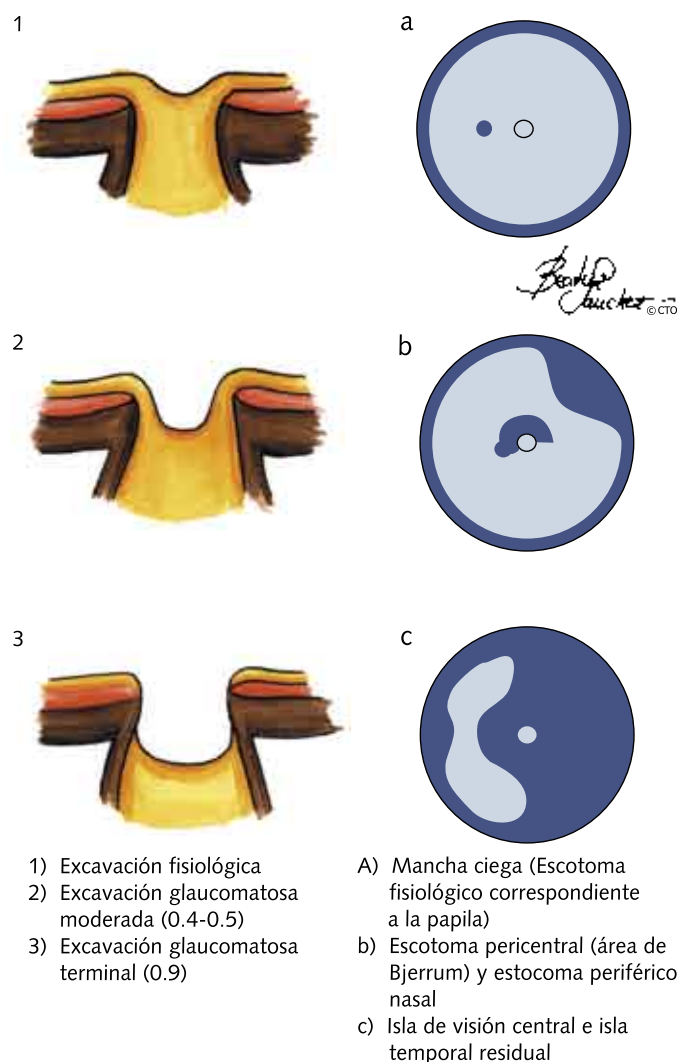 1
a
Beatriz
Sanchez
©CTO
2
b
3
c
1) Excavación fisiológica
2) Excavación glaucomatosa
moderada (0.4-0.5)
3) Excavación glaucomatosa
terminal (0.9)
A) Mancha ciega (Escotoma
fisiológico correspondiente
a la papila)
b) Escotoma pericentral (área de
Bjerrum) y estocoma periférico
nasal
c) Isla de visión central e isla
temporal residual